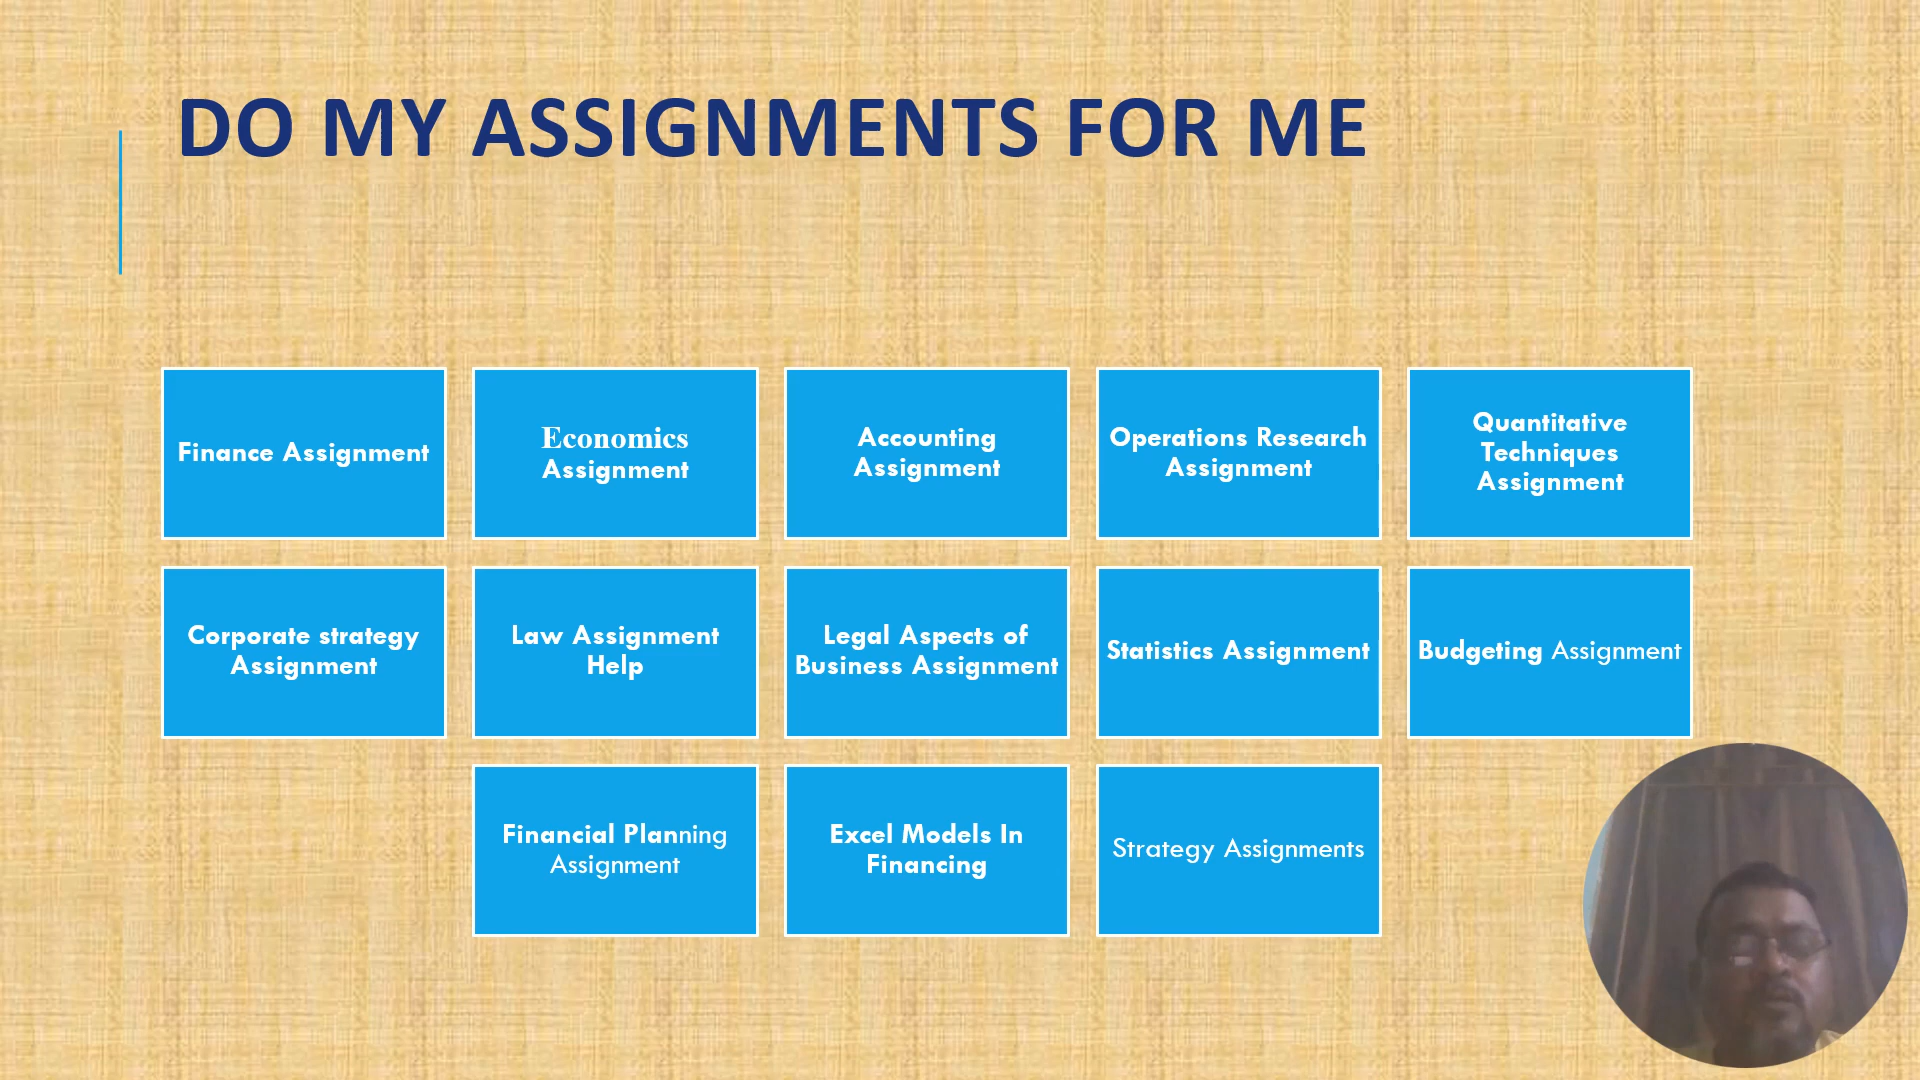 DO MY ASSIGNMENTS FOR ME
Finance Assignment
Economics
Assignment
Accounting
Assignment
Operations Research
Assignment
Quantitative
Techniques
Assignment
Corporate strategy
Assignment
Law Assignment
Help
Legal Aspects of
Business Assignment
Statistics Assignment
Budgeting Assignment
Financial Planning
Assignment
Excel Models In
Financing
Strategy Assignments